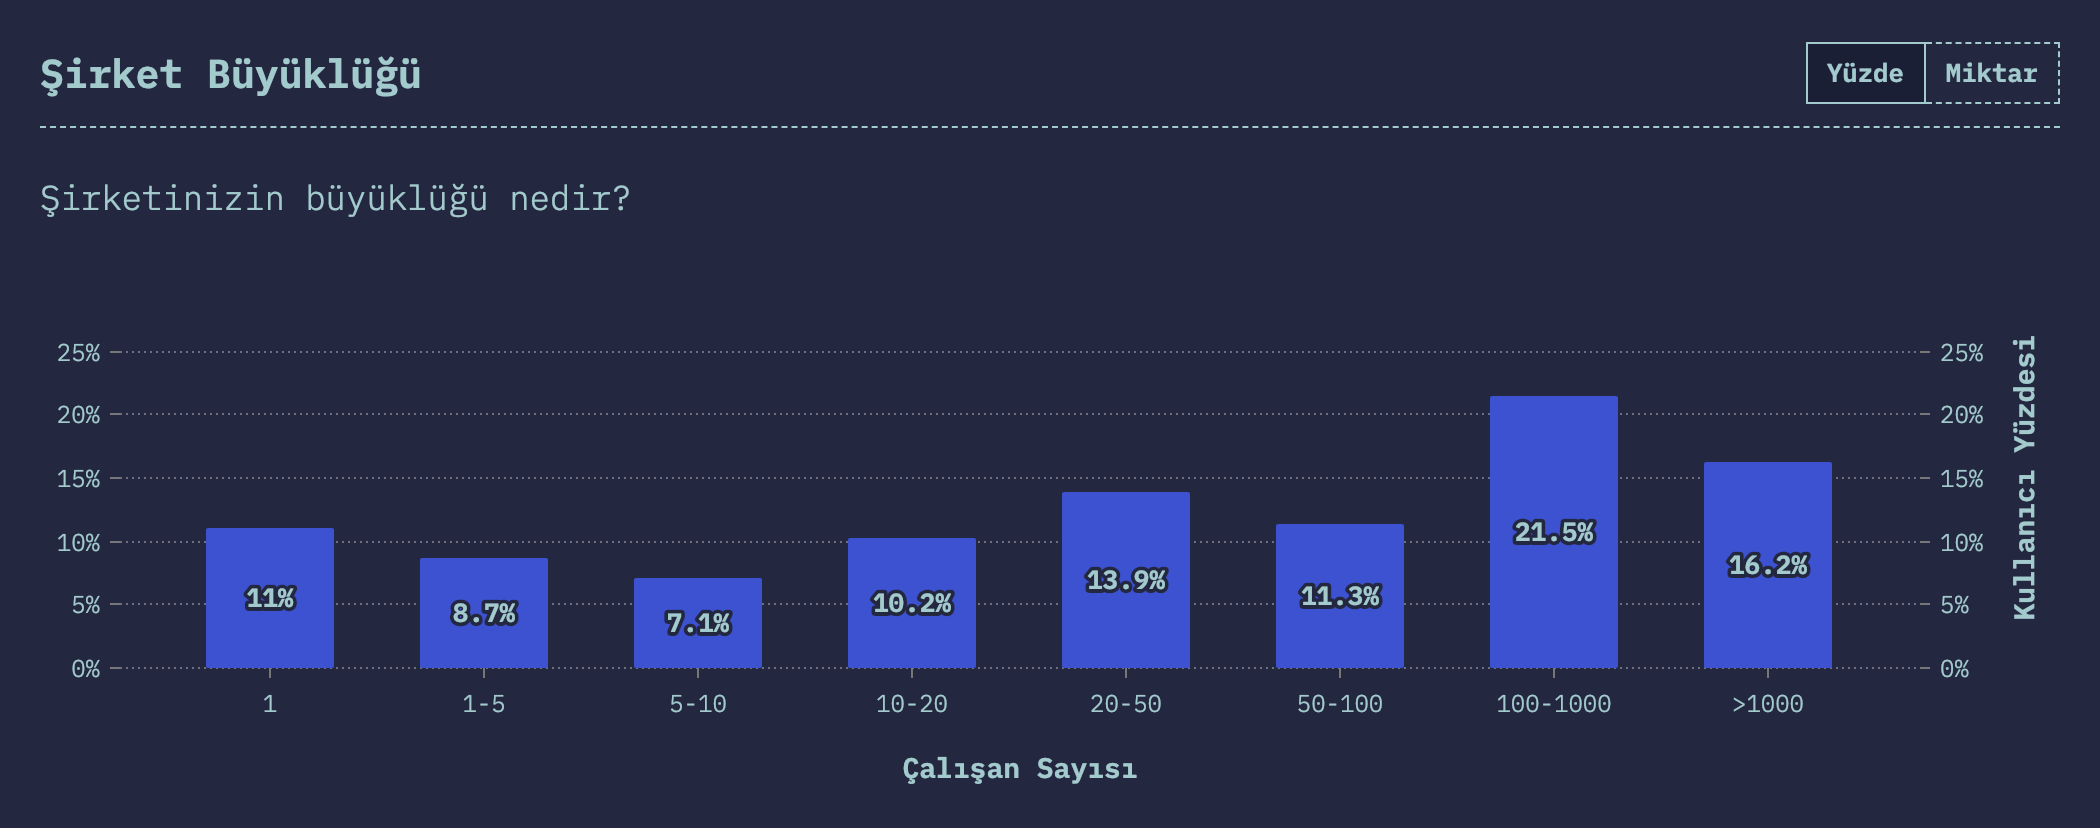 Şirket Büyüklüğü
Yüzde Miktar
Şirketinizin büyüklüğü nedir?
25% 25%
20% 20%
15% 15%
10% 10%
5% 5%
0% 0%
11% 8.7% 7.1% 10.2% 13.9% 11.3% 21.5% 16.2%
1 1-5 5-10 10-20 20-50 50-100 100-1000 >1000
Çalışan Sayısı
Kullanıcı Yüzdesi